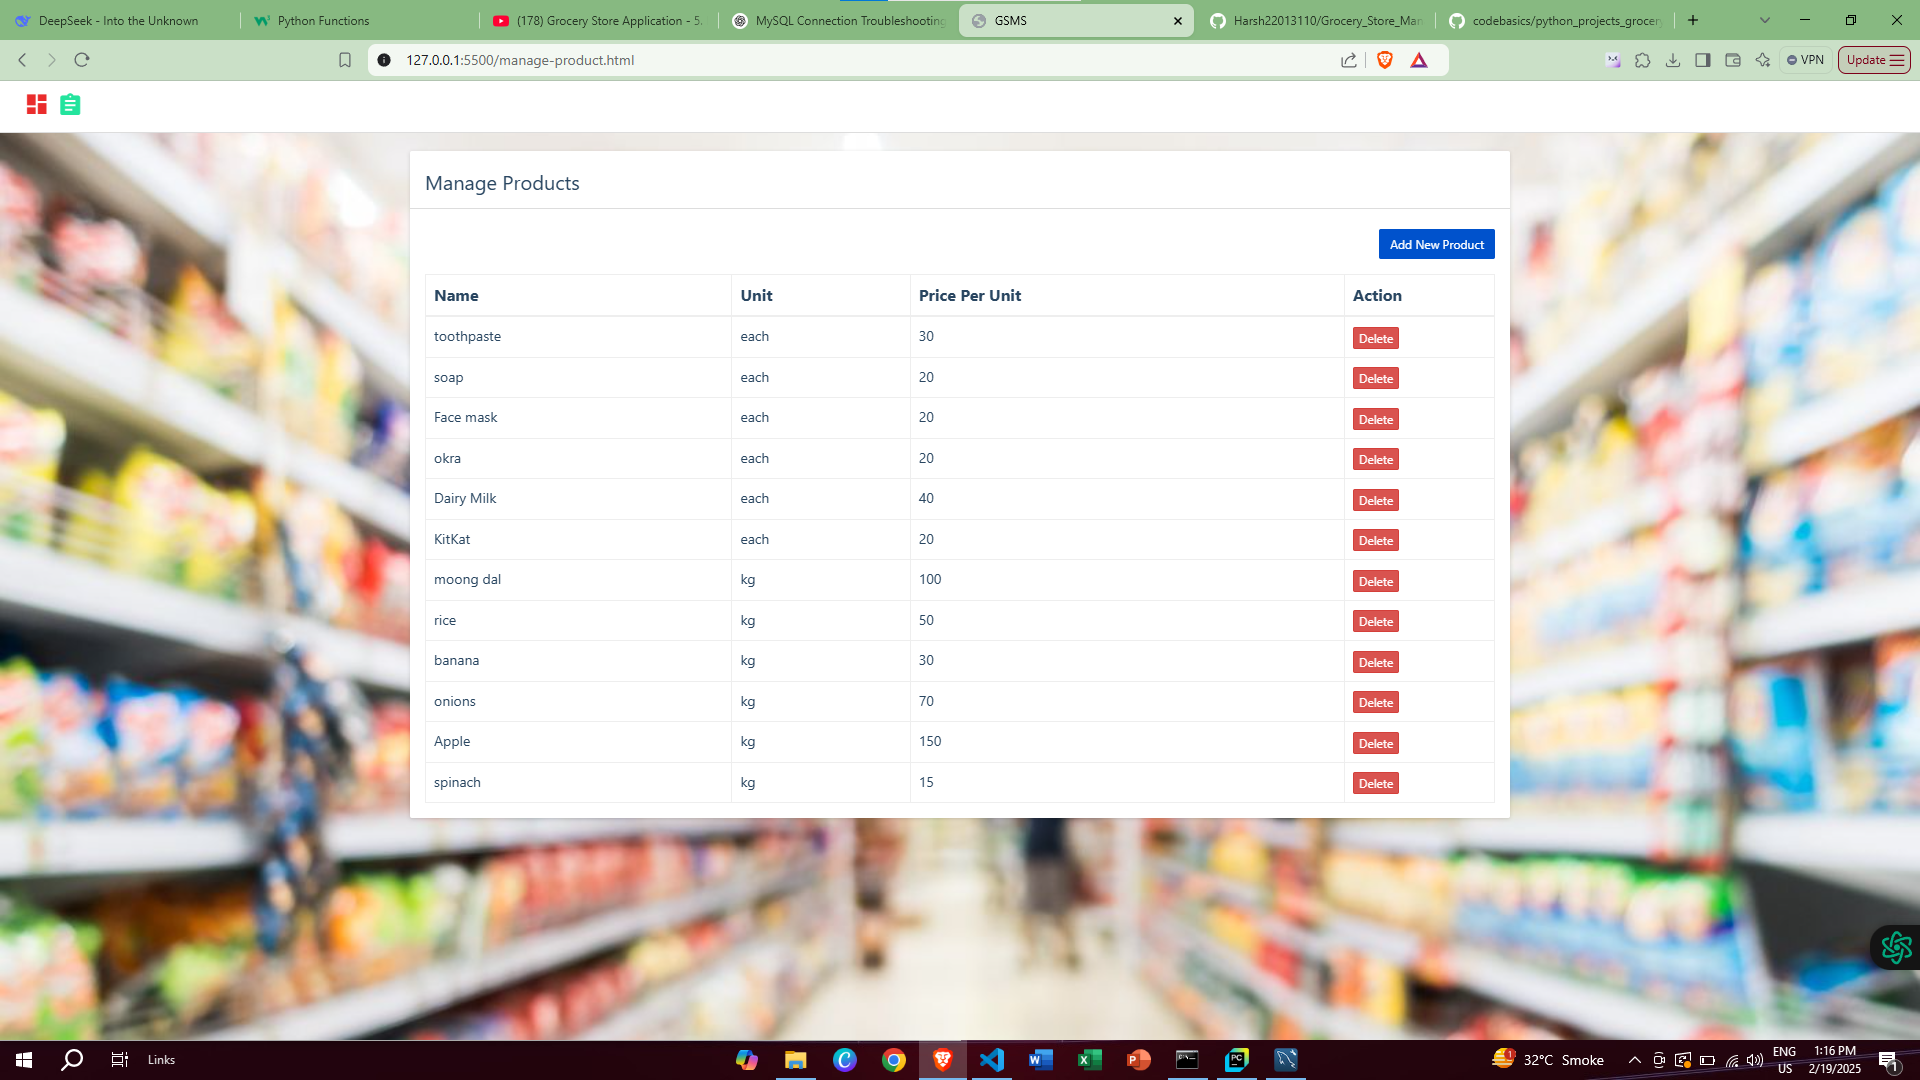 DeepSeek - Into the Unknown
Python Functions
(178) Grocery Store Application - 5.
MySQL Connection Troubleshooting
GSMS
Harsh22013110/Grocery_Store_Man
codebasics/python_projects_grocery
127.0.0.1:5500/manage-product.html
VPN
Update
Manage Products
Add New Product
Name Unit Price Per Unit Action
toothpaste each 30 Delete
soap each 20 Delete
Face mask each 20 Delete
okra each 20 Delete
Dairy Milk each 40 Delete
KitKat each 20 Delete
moong dal kg 100 Delete
rice kg 50 Delete
banana kg 30 Delete
onions kg 70 Delete
Apple kg 150 Delete
spinach kg 15 Delete
Links
1
32°C Smoke
ENG
US
1:16 PM
2/19/2025
1